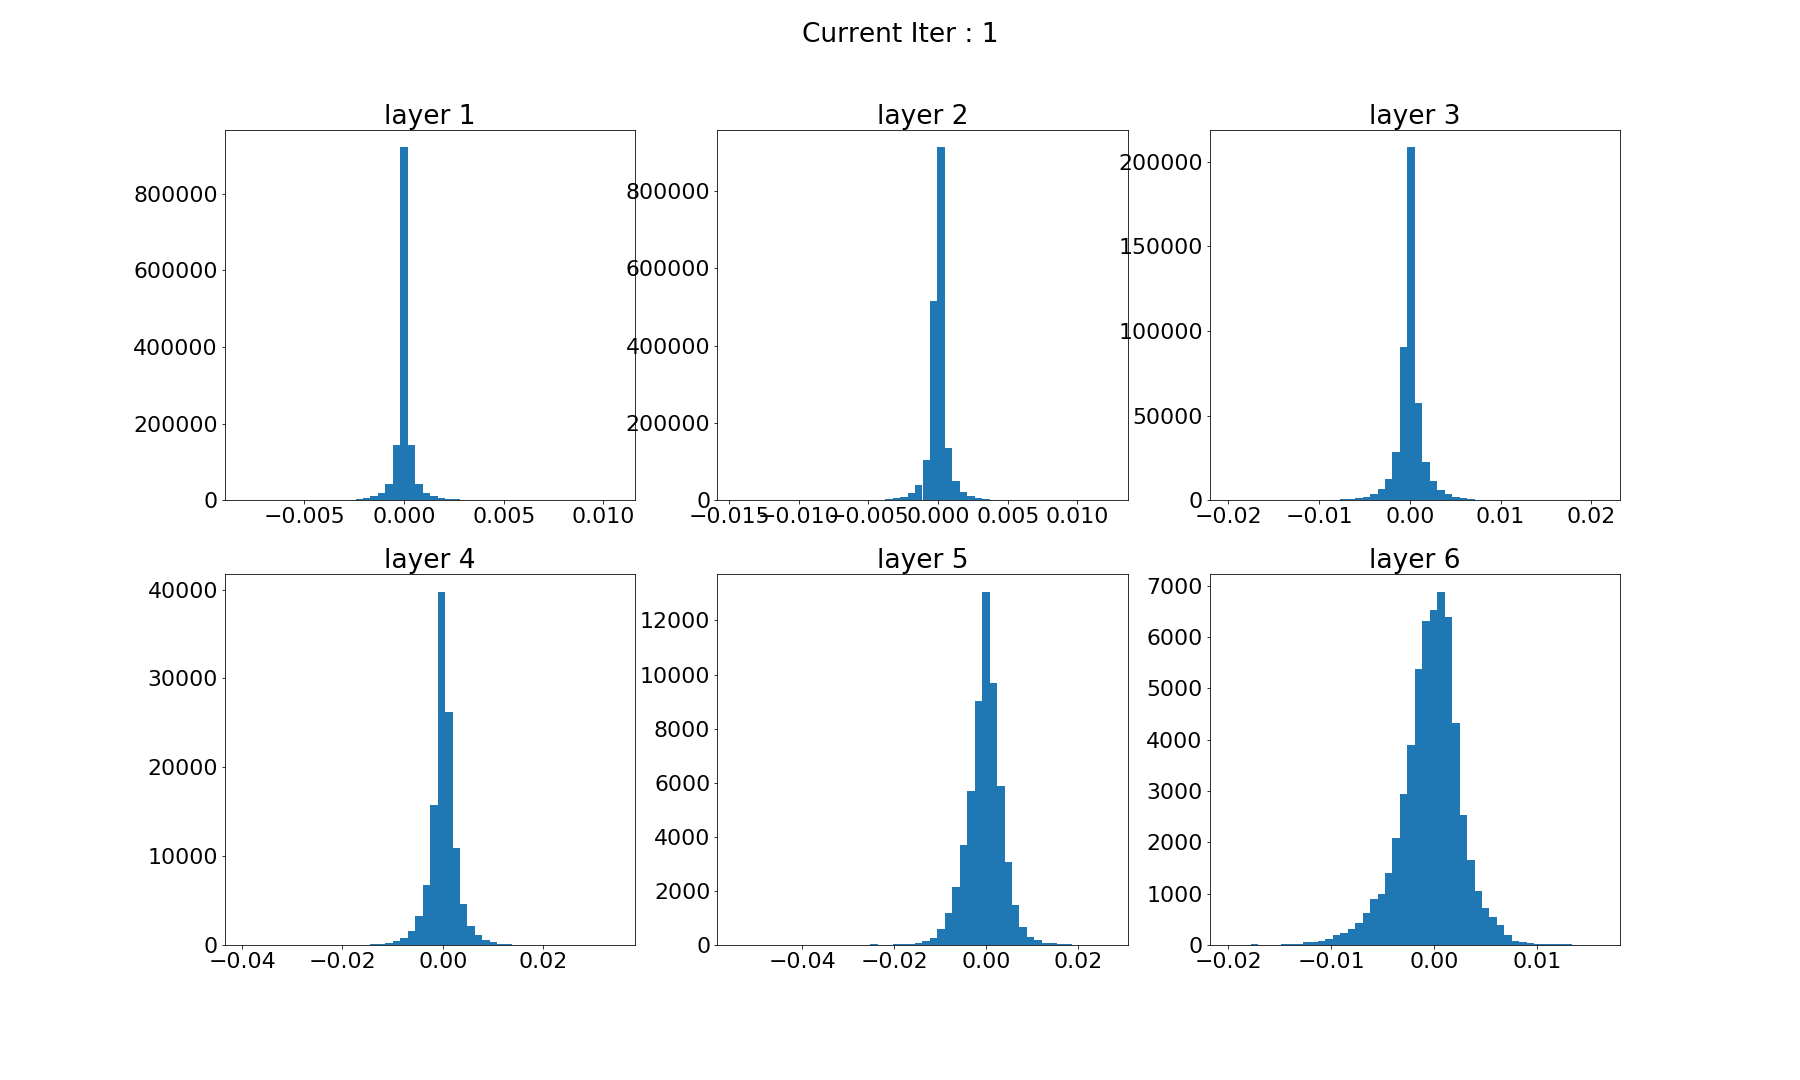 Current Iter : 1
layer 1
800000
600000
400000
200000
0
−0.005 0.000 0.005 0.010
layer 2
800000
600000
400000
200000
0
−0.015 −0.010 −0.005 0.000 0.005 0.010
layer 3
200000
150000
100000
50000
0
−0.02 −0.01 0.00 0.01 0.02
layer 4
40000
30000
20000
10000
0
−0.04 −0.02 0.00 0.02
layer 5
12000
10000
8000
6000
4000
2000
0
−0.04 −0.02 0.00 0.02
layer 6
7000
6000
5000
4000
3000
2000
1000
0
−0.02 −0.01 0.00 0.01